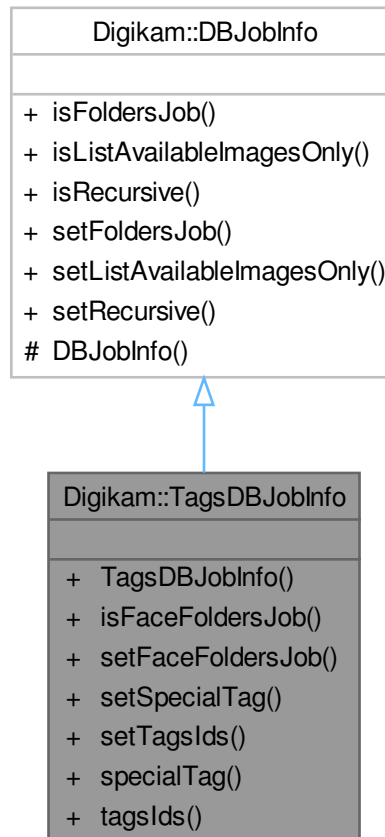 Digikam::DBJobInfo
+ isFoldersJob()
+ isListAvailableImagesOnly()
+ isRecursive()
+ setFoldersJob()
+ setListAvailableImagesOnly()
+ setRecursive()
# DBJobInfo()
Digikam::TagsDBJobInfo
+ TagsDBJobInfo()
+ isFaceFoldersJob()
+ setFaceFoldersJob()
+ setSpecialTag()
+ setTagsIds()
+ specialTag()
+ tagsIds()